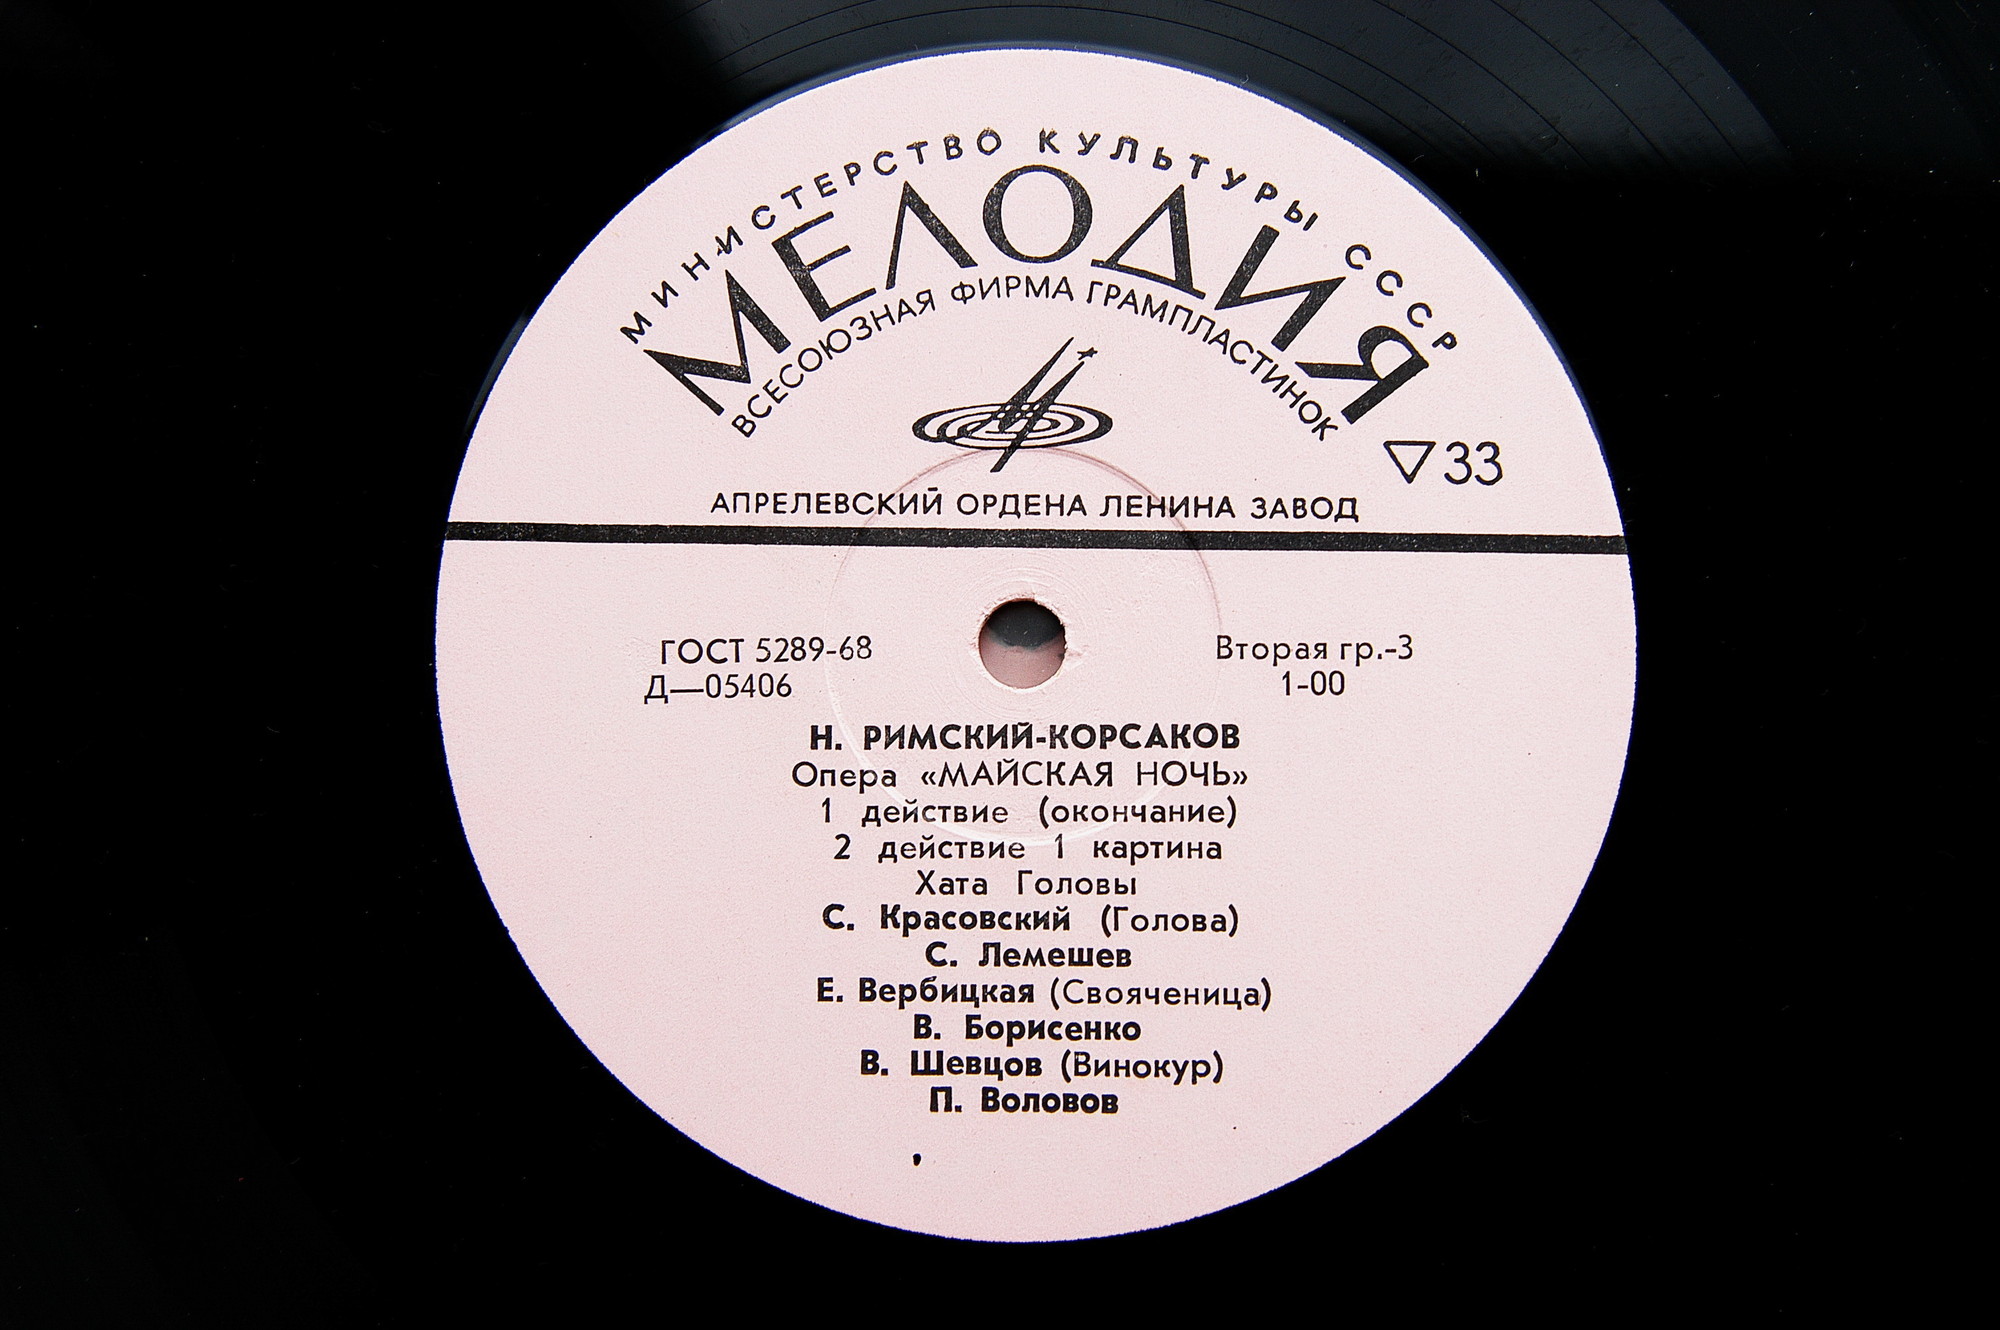 МИНИСТЕРСТВО КУЛЬТУРЫ СССР
МЕЛОДИЯ
ВСЕСОЮЗНАЯ ФИРМА ГРАМПЛАСТИНОК
33
АПРЕЛЕВСКИЙ ОРДЕНА ЛЕНИНА ЗАВОД
ГОСТ 5289-68
Д—05406
Вторая гр.-3
1-00
Н. РИМСКИЙ-КОРСАКОВ
Опера «МАЙСКАЯ НОЧЬ»
1 действие (окончание)
2 действие 1 картина
Хата Головы
С. Красовский (Голова)
С. Лемешев
Е. Вербицкая (Свояченица)
В. Борисенко
В. Шевцов (Винокур)
П. Воловов